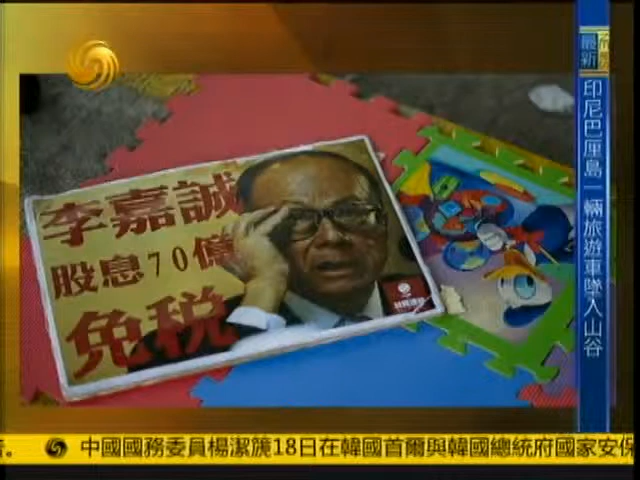 李嘉誠
股息70億
免税
最新
印尼巴厘島一輛旅遊車墜入山谷
中國國務委員楊潔篪18日在韓國首爾與韓國總統府國家安保